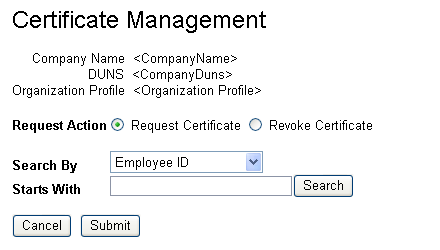 Certificate Management
Company Name <CompanyName>
DUNS <CompanyDuns>
Organization Profile <Organization Profile>
Request Action Request Certificate Revoke Certificate
Search By Employee ID
Starts With Search
Cancel Submit